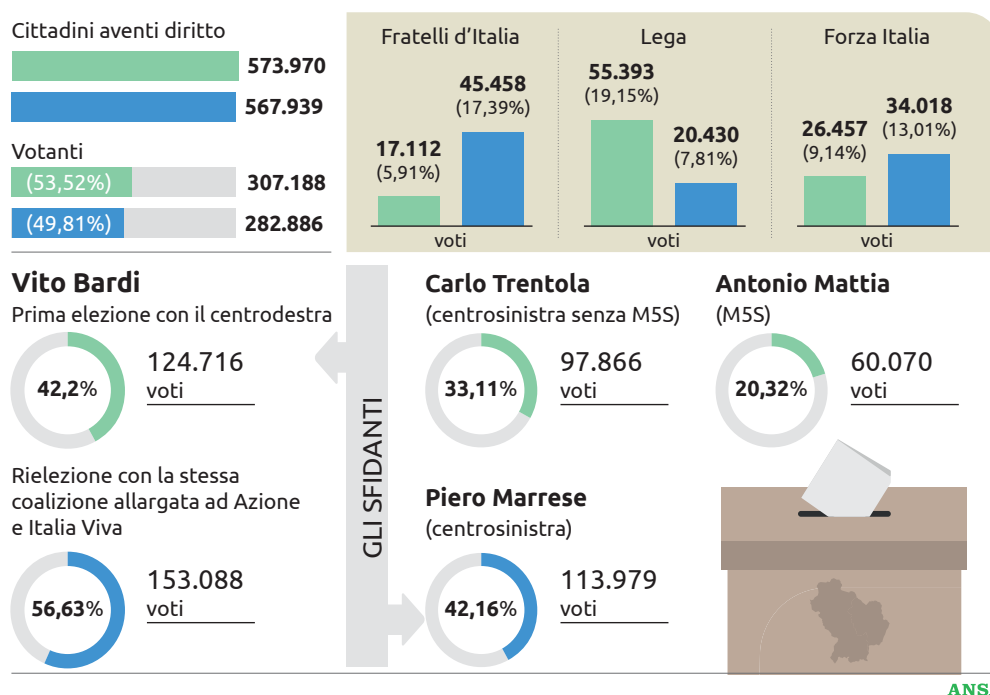 Cittadini aventi diritto
573.970
567.939
Votanti
(53,52%)
307.188
(49,81%)
282.886
Fratelli d'Italia
17.112
(5,91%)
45.458
(17,39%)
voti
Lega
55.393
(19,15%)
20.430
(7,81%)
voti
Forza Italia
26.457
(9,14%)
34.018
(13,01%)
voti
Vito Bardi
Prima elezione con il centrodestra
42,2%
124.716
voti
Rielezione con la stessa
coalizione allargata ad Azione
e Italia Viva
56,63%
153.088
voti
GLI SFIDANTI
Carlo Trentola
(centrosinistra senza M5S)
33,11%
97.866
voti
Antonio Mattia
(M5S)
20,32%
60.070
voti
Piero Marrese
(centrosinistra)
42,16%
113.979
voti
ANS